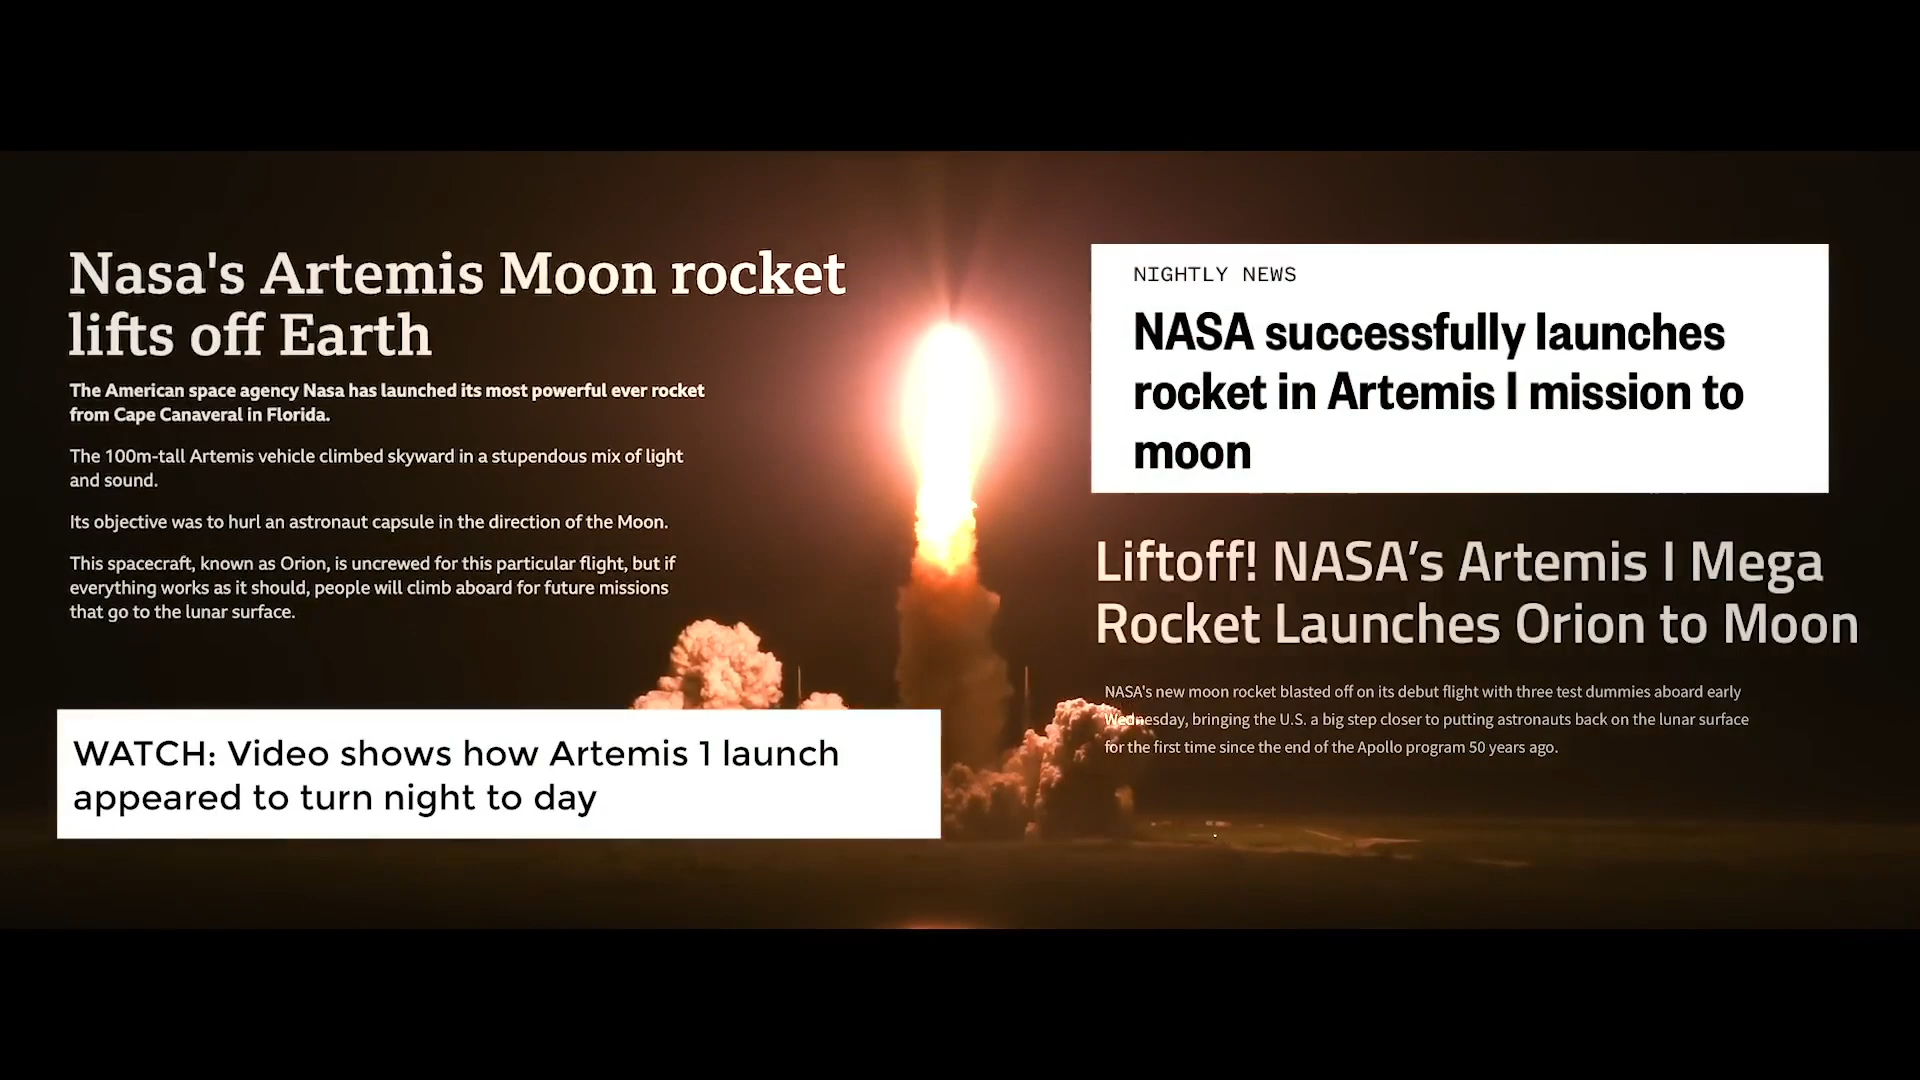 Nasa's Artemis Moon rocket
lifts off Earth
The American space agency Nasa has launched its most powerful ever rocket
from Cape Canaveral in Florida.
The 100m-tall Artemis vehicle climbed skyward in a stupendous mix of light
and sound.
Its objective was to hurl an astronaut capsule in the direction of the Moon.
This spacecraft, known as Orion, is uncrewed for this particular flight, but if
everything works as it should, people will climb aboard for future missions
that go to the lunar surface.
WATCH: Video shows how Artemis 1 launch
appeared to turn night to day
NIGHTLY NEWS
NASA successfully launches
rocket in Artemis I mission to
moon
Liftoff! NASA’s Artemis I Mega
Rocket Launches Orion to Moon
NASA's new moon rocket blasted off on its debut flight with three test dummies aboard early
Wednesday, bringing the U.S. a big step closer to putting astronauts back on the lunar surface
for the first time since the end of the Apollo program 50 years ago.